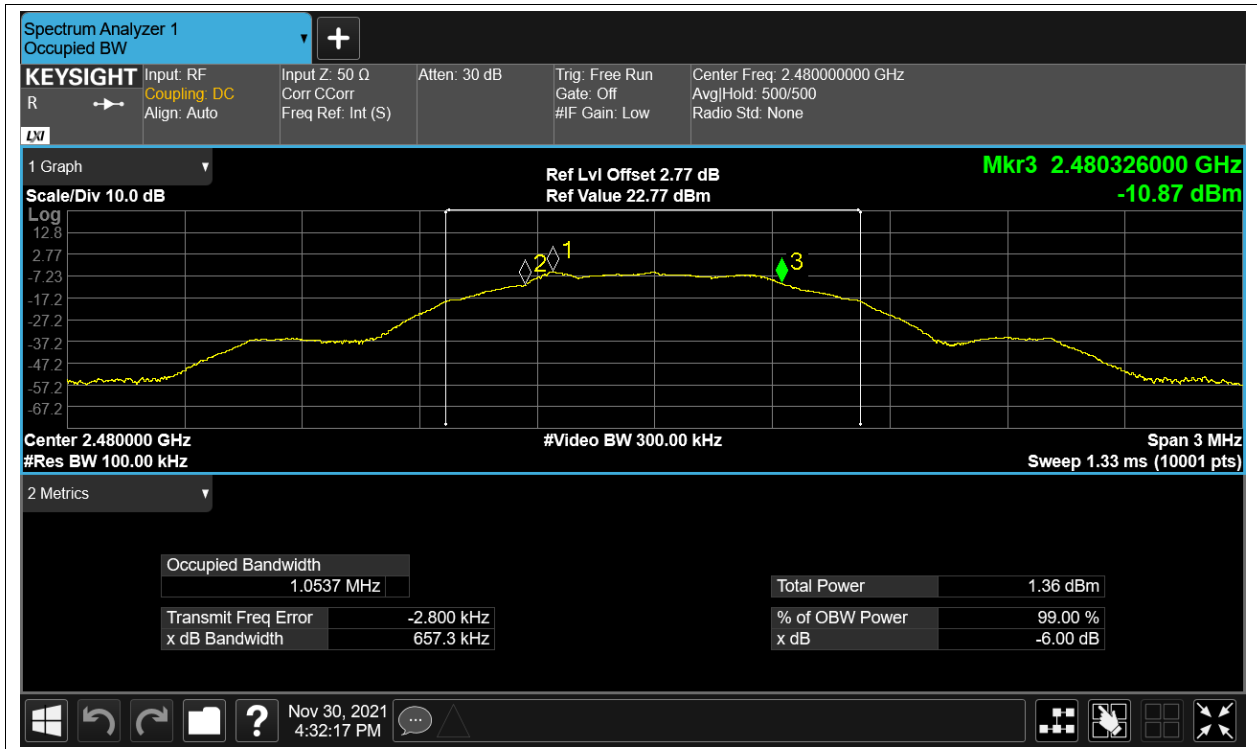 Spectrum Analyzer 1
Occupied BW
KEYSIGHT
R
LXI
Input: RF
Coupling: DC
Align: Auto
Input Z: 50 Ω
Corr CCorr
Freq Ref: Int (S)
Atten: 30 dB
Trig: Free Run
Gate: Off
#IF Gain: Low
Center Freq: 2.480000000 GHz
Avg|Hold: 500/500
Radio Std: None
1 Graph
Scale/Div 10.0 dB
Ref Lvl Offset 2.77 dB
Ref Value 22.77 dBm
Mkr3 2.480326000 GHz
-10.87 dBm
Log
12.8
2.77
-7.23
-17.2
-27.2
-37.2
-47.2
-57.2
-67.2
2
1
3
Center 2.480000 GHz
#Res BW 100.00 kHz
#Video BW 300.00 kHz
Span 3 MHz
Sweep 1.33 ms (10001 pts)
2 Metrics
Occupied Bandwidth
1.0537 MHz
Transmit Freq Error -2.800 kHz
x dB Bandwidth 657.3 kHz
Total Power 1.36 dBm
% of OBW Power 99.00 %
x dB -6.00 dB
?
Nov 30, 2021
4:32:17 PM